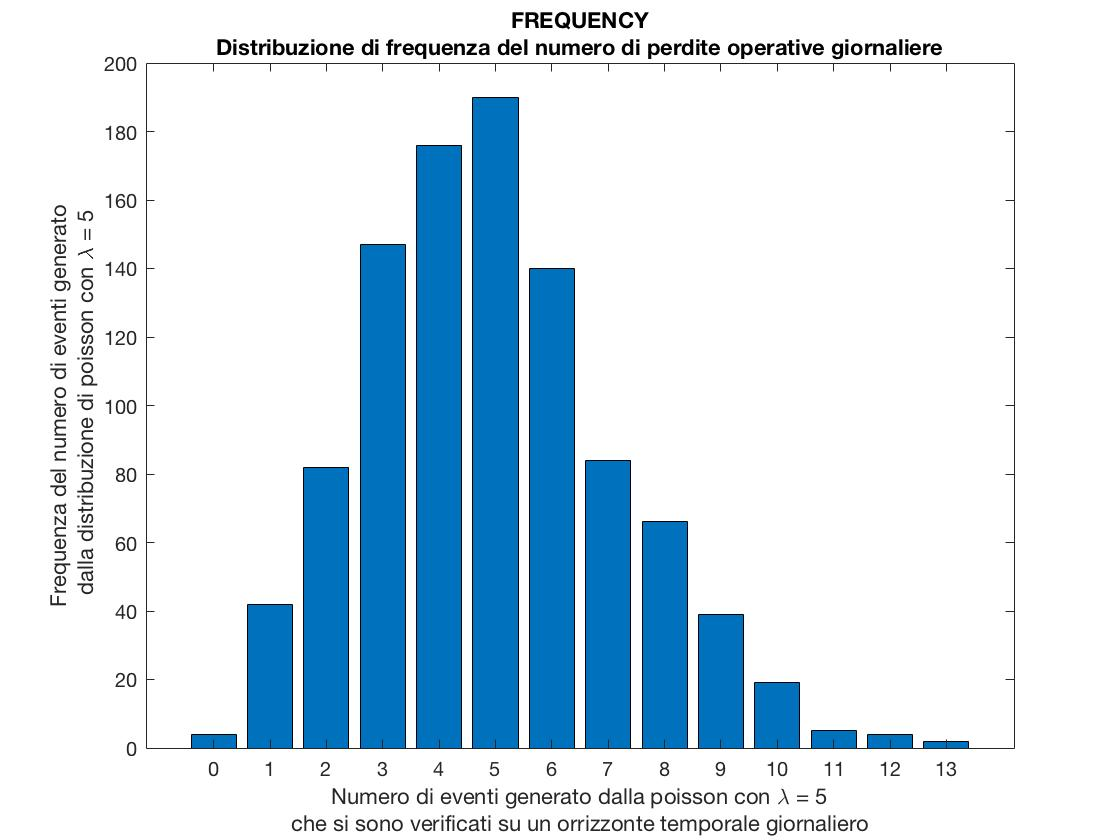 FREQUENCY
Distribuzione di frequenza del numero di perdite operative giornaliere
Frequenza del numero di eventi generato
dalla distribuzione di poisson con λ = 5
200
180
160
140
120
100
80
60
40
20
0
0 1 2 3 4 5 6 7 8 9 10 11 12 13
Numero di eventi generato dalla poisson con λ = 5
che si sono verificati su un orrizzonte temporale giornaliero